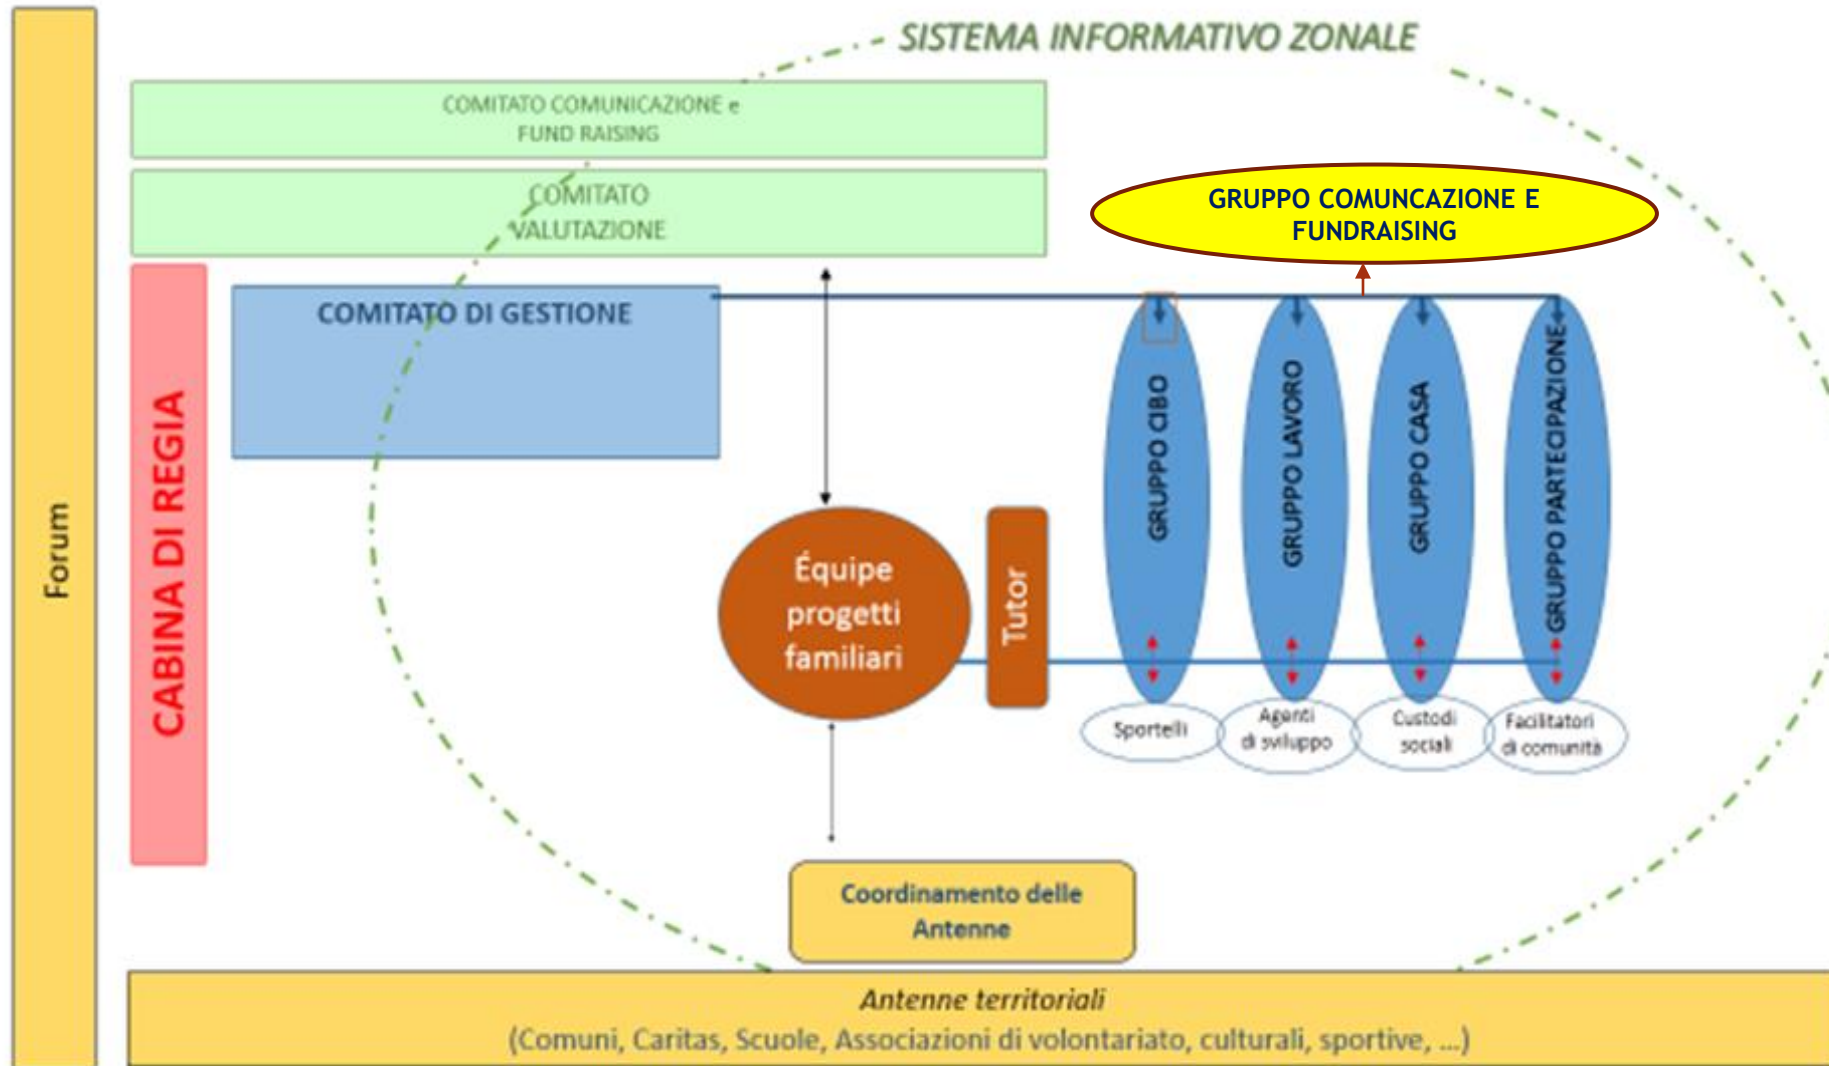 SISTEMA INFORMATIVO ZONALE
COMITATO COMUNICAZIONE e
FUND RAISING
COMITATO
VALUTAZIONE
GRUPPO COMUNCAZIONE E
FUNDRAISING
Forum
CABINA DI REGIA
COMITATO DI GESTIONE
GRUPPO CIBO
GRUPPO LAVORO
GRUPPO CASA
GRUPPO PARTECIPAZIONE
Équipe
progetti
familiari
Tutor
Sportelli
Agenti
di sviluppo
Custodi
sociali
Facilitatori
di comunità
Coordinamento delle
Antenne
Antenne territoriali
(Comuni, Caritas, Scuole, Associazioni di volontariato, culturali, sportive, ...)